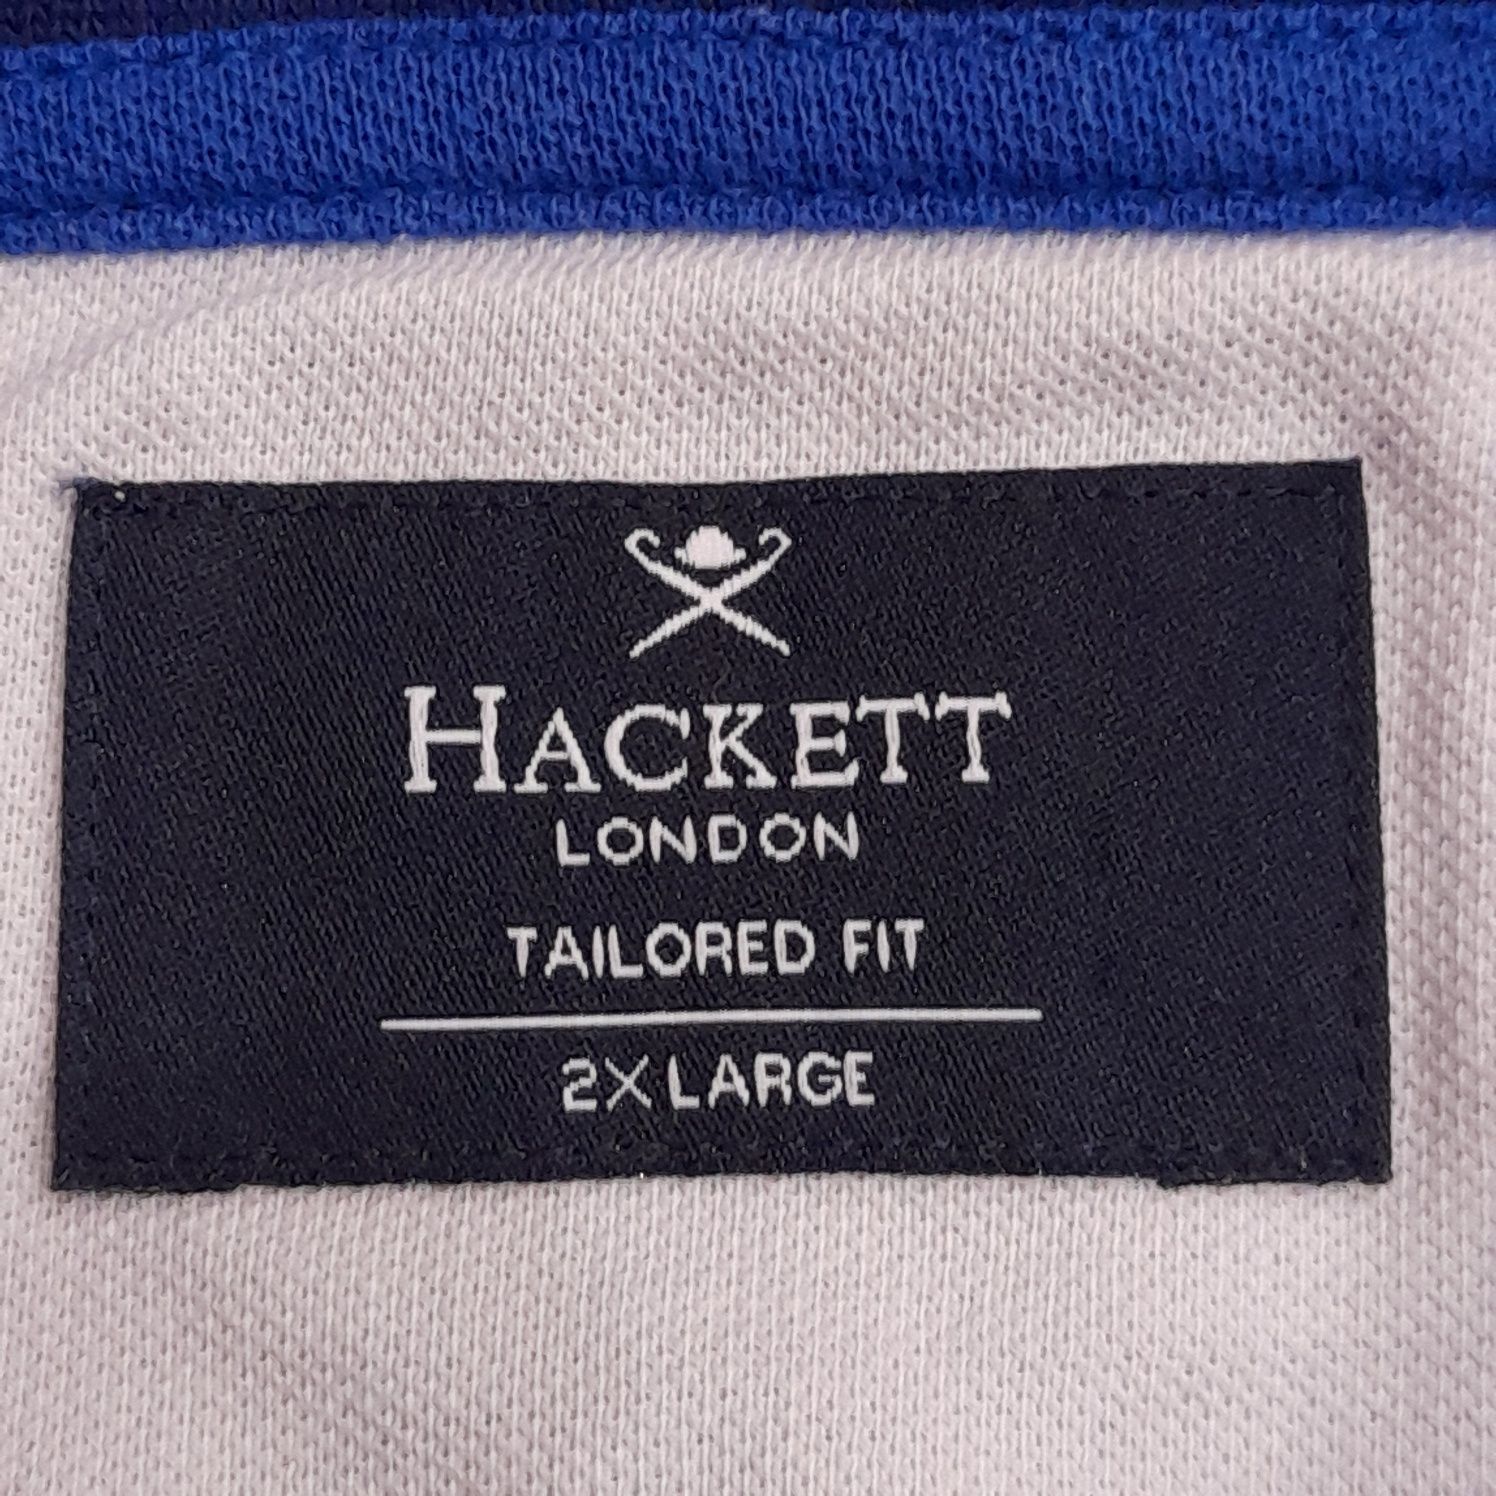 HACKETT
LONDON
TAILORED FIT
2XLARGE